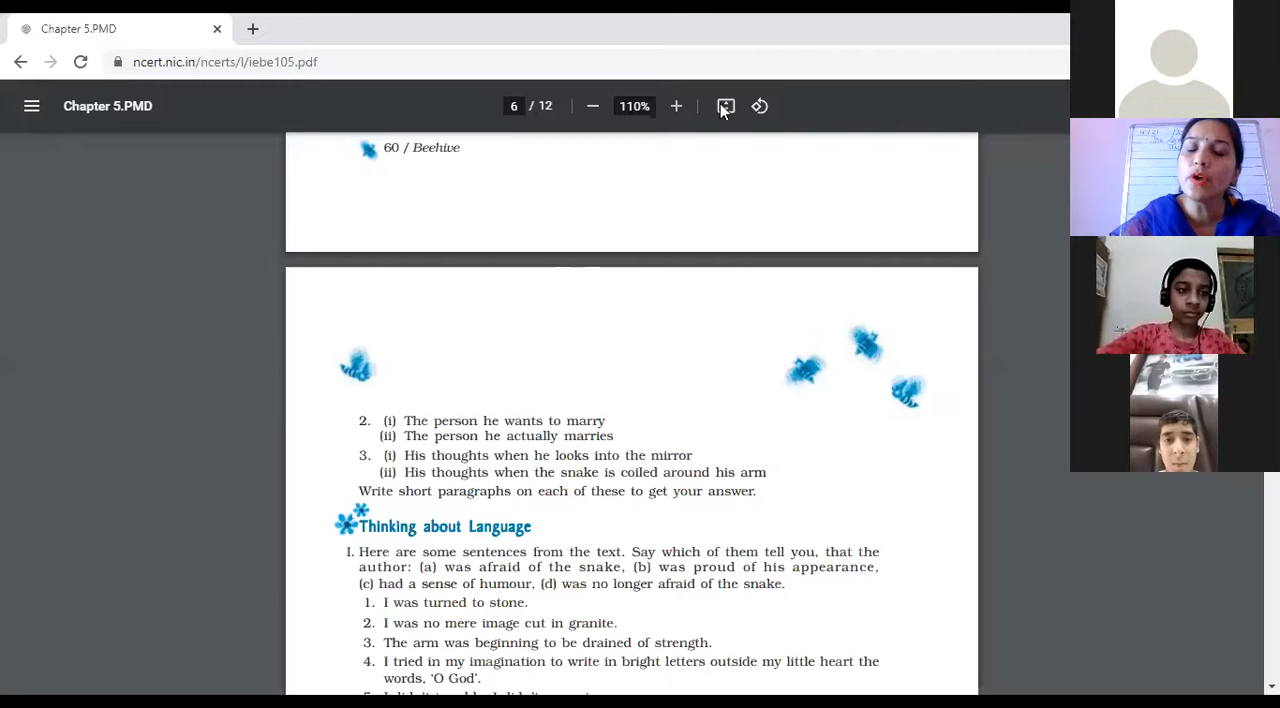 Chapter 5.PMD
ncert.nic.in/ncerts/l/iebe105.pdf
Chapter 5.PMD
6 / 12
110%
60 / Beehive
2. (i) The person he wants to marry
(ii) The person he actually marries
3. (i) His thoughts when he looks into the mirror
(ii) His thoughts when the snake is coiled around his arm
Write short paragraphs on each of these to get your answer.
Thinking about Language
I. Here are some sentences from the text. Say which of them tell you, that the
author: (a) was afraid of the snake, (b) was proud of his appearance,
(c) had a sense of humour, (d) was no longer afraid of the snake.
1. I was turned to stone.
2. I was no mere image cut in granite.
3. The arm was beginning to be drained of strength.
4. I tried in my imagination to write in bright letters outside my little heart the
words, ‘O God’.